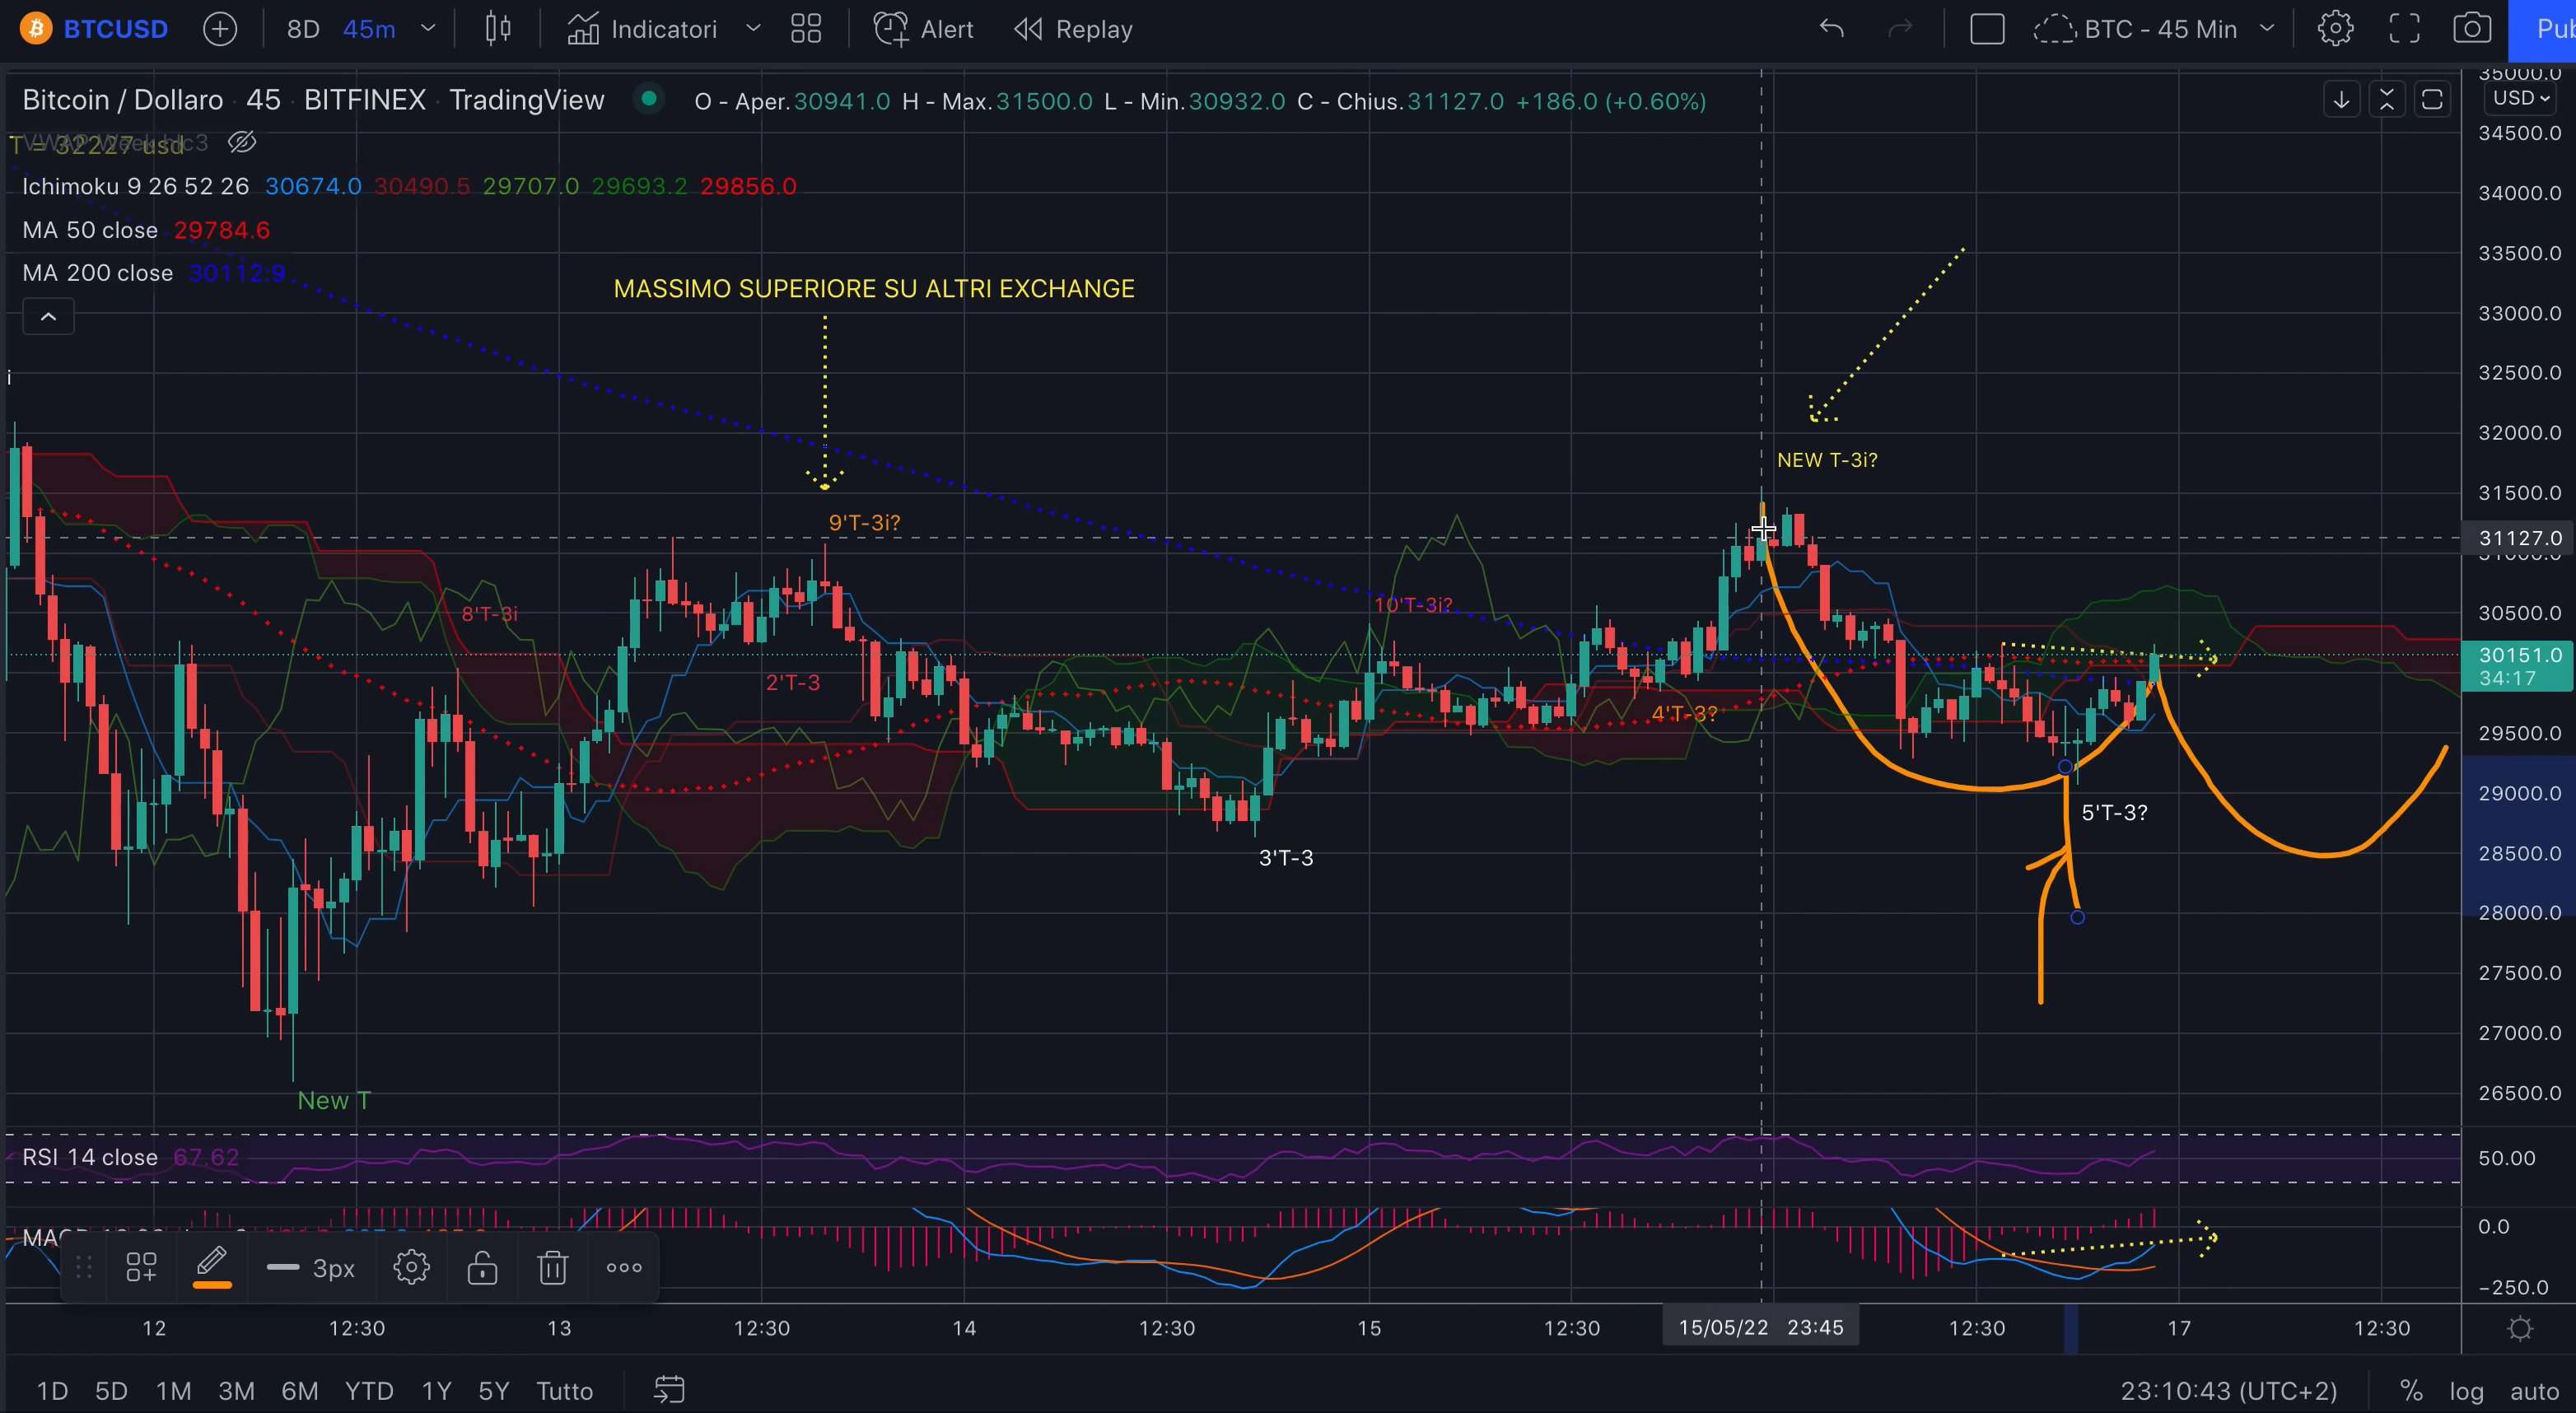 BTCUSD 8D 45m Indicatori Alert Replay BTC - 45 Min Pub
Bitcoin / Dollaro · 45 · BITFINEX · TradingView O - Aper.30941.0 H - Max.31500.0 L - Min.30932.0 C - Chius.31127.0 +186.0 (+0.60%)
35000.0
USD
T = 32227 usd
VWAP Week hlc3
Ichimoku 9 26 52 26 30674.0 30490.5 29707.0 29693.2 29856.0
MA 50 close 29784.6
MA 200 close 30112.9
34500.0
34000.0
33500.0
33000.0
32500.0
32000.0
31500.0
31127.0
31000.0
30500.0
30151.0
34:17
29500.0
29000.0
28500.0
28000.0
27500.0
27000.0
26500.0
MASSIMO SUPERIORE SU ALTRI EXCHANGE
i
NEW T-3i?
9'T-3i?
8'T-3i
10'T-3i?
2'T-3
4'T-3?
5'T-3?
3'T-3
New T
RSI 14 close 67.62
50.00
0.0
-250.0
3px
12 12:30 13 12:30 14 12:30 15 12:30 15/05/22 23:45 12:30 17 12:30
1D 5D 1M 3M 6M YTD 1Y 5Y Tutto 23:10:43 (UTC+2) % log auto